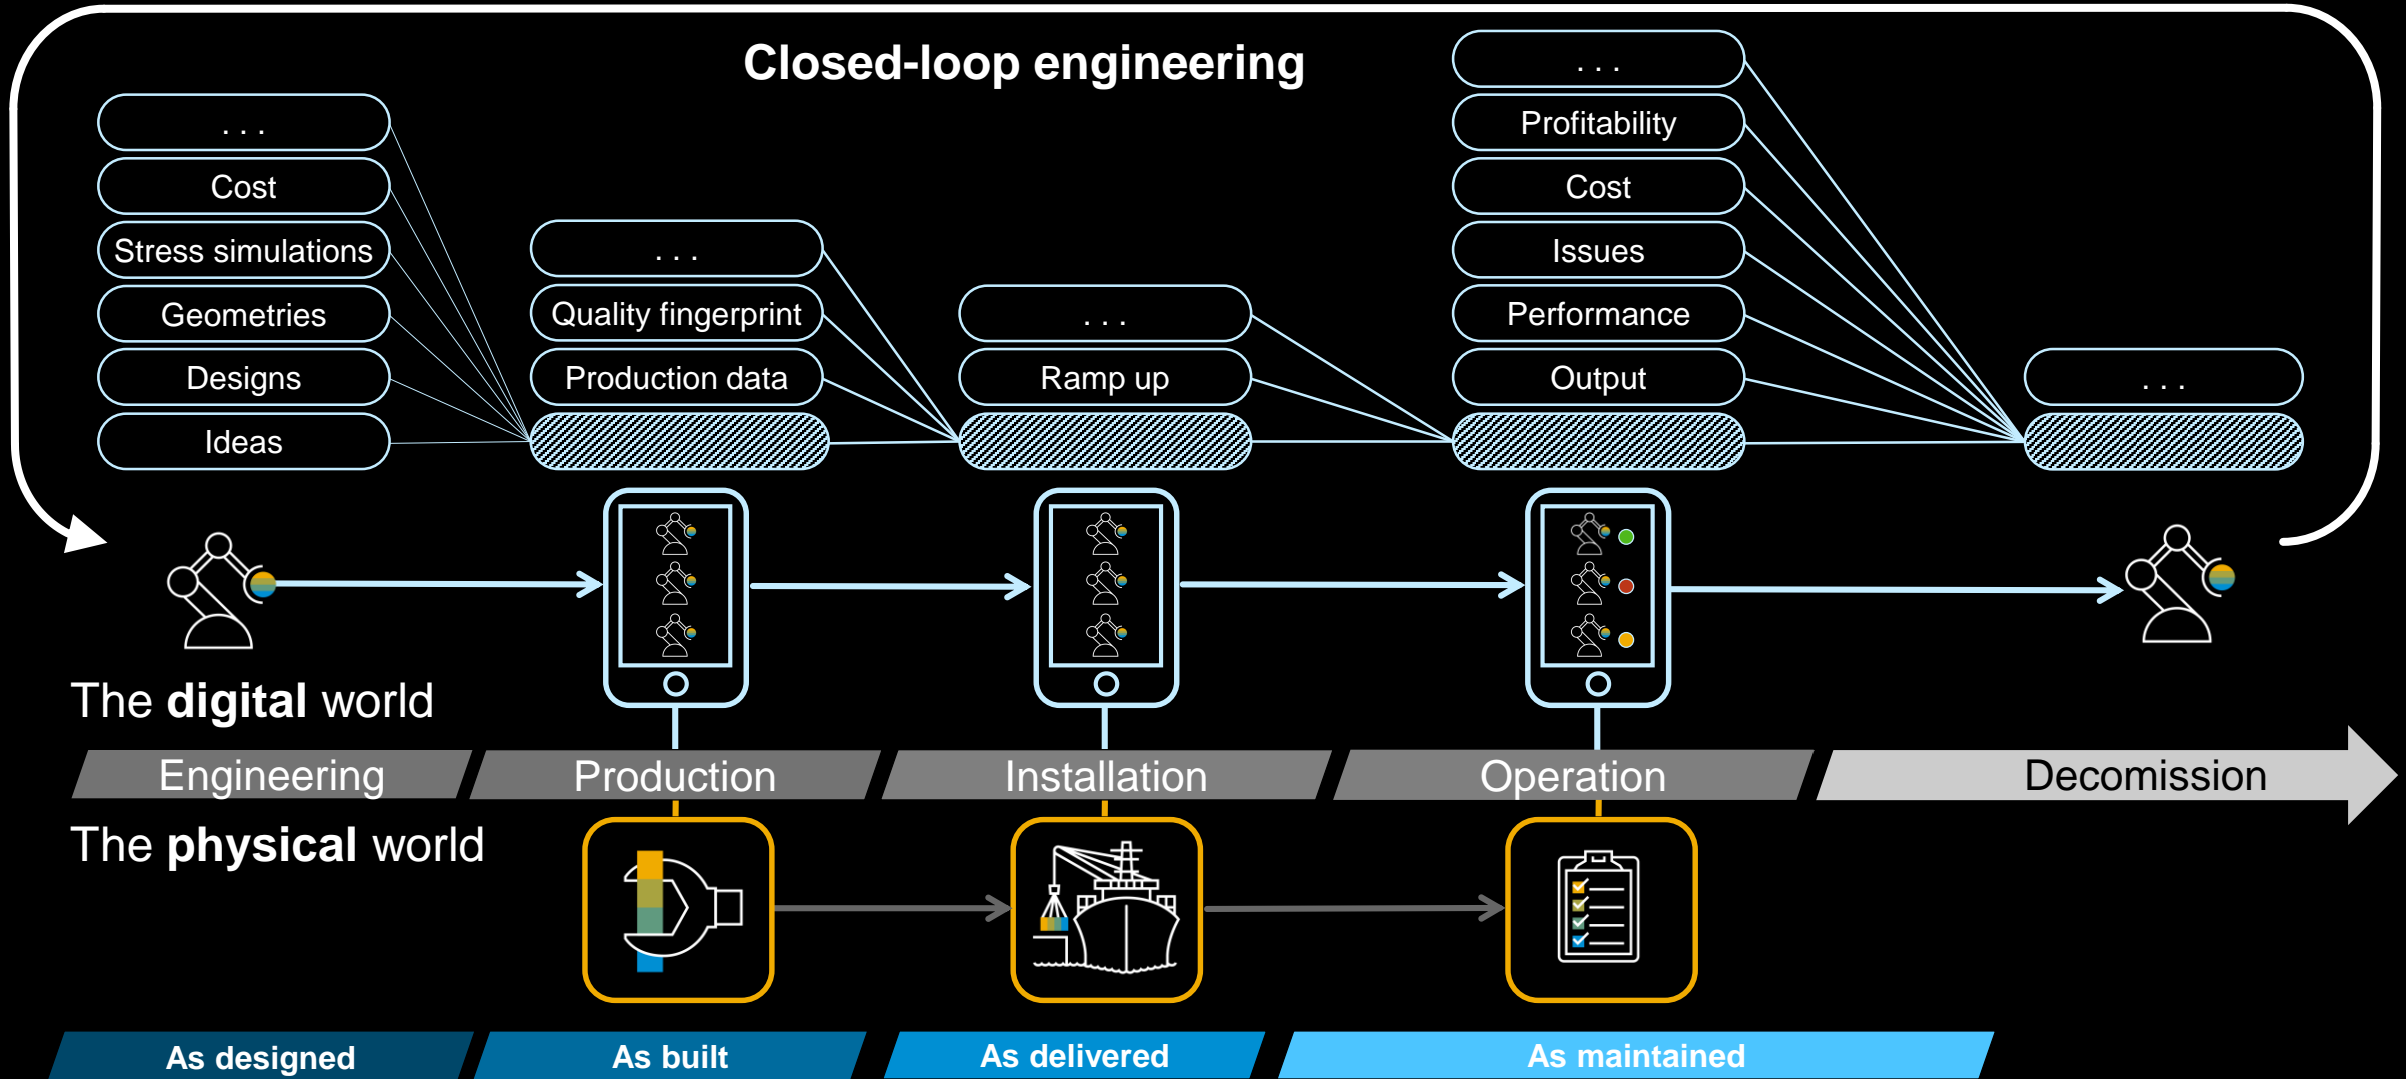 Closed-loop engineering
. . .
Cost
Stress simulations
Geometries
Designs
Ideas
. . .
Quality fingerprint
Production data
. . .
Ramp up
. . .
Profitability
Cost
Issues
Performance
Output
. . .
The digital world
Engineering
Production
Installation
Operation
Decomission
The physical world
As designed
As built
As delivered
As maintained